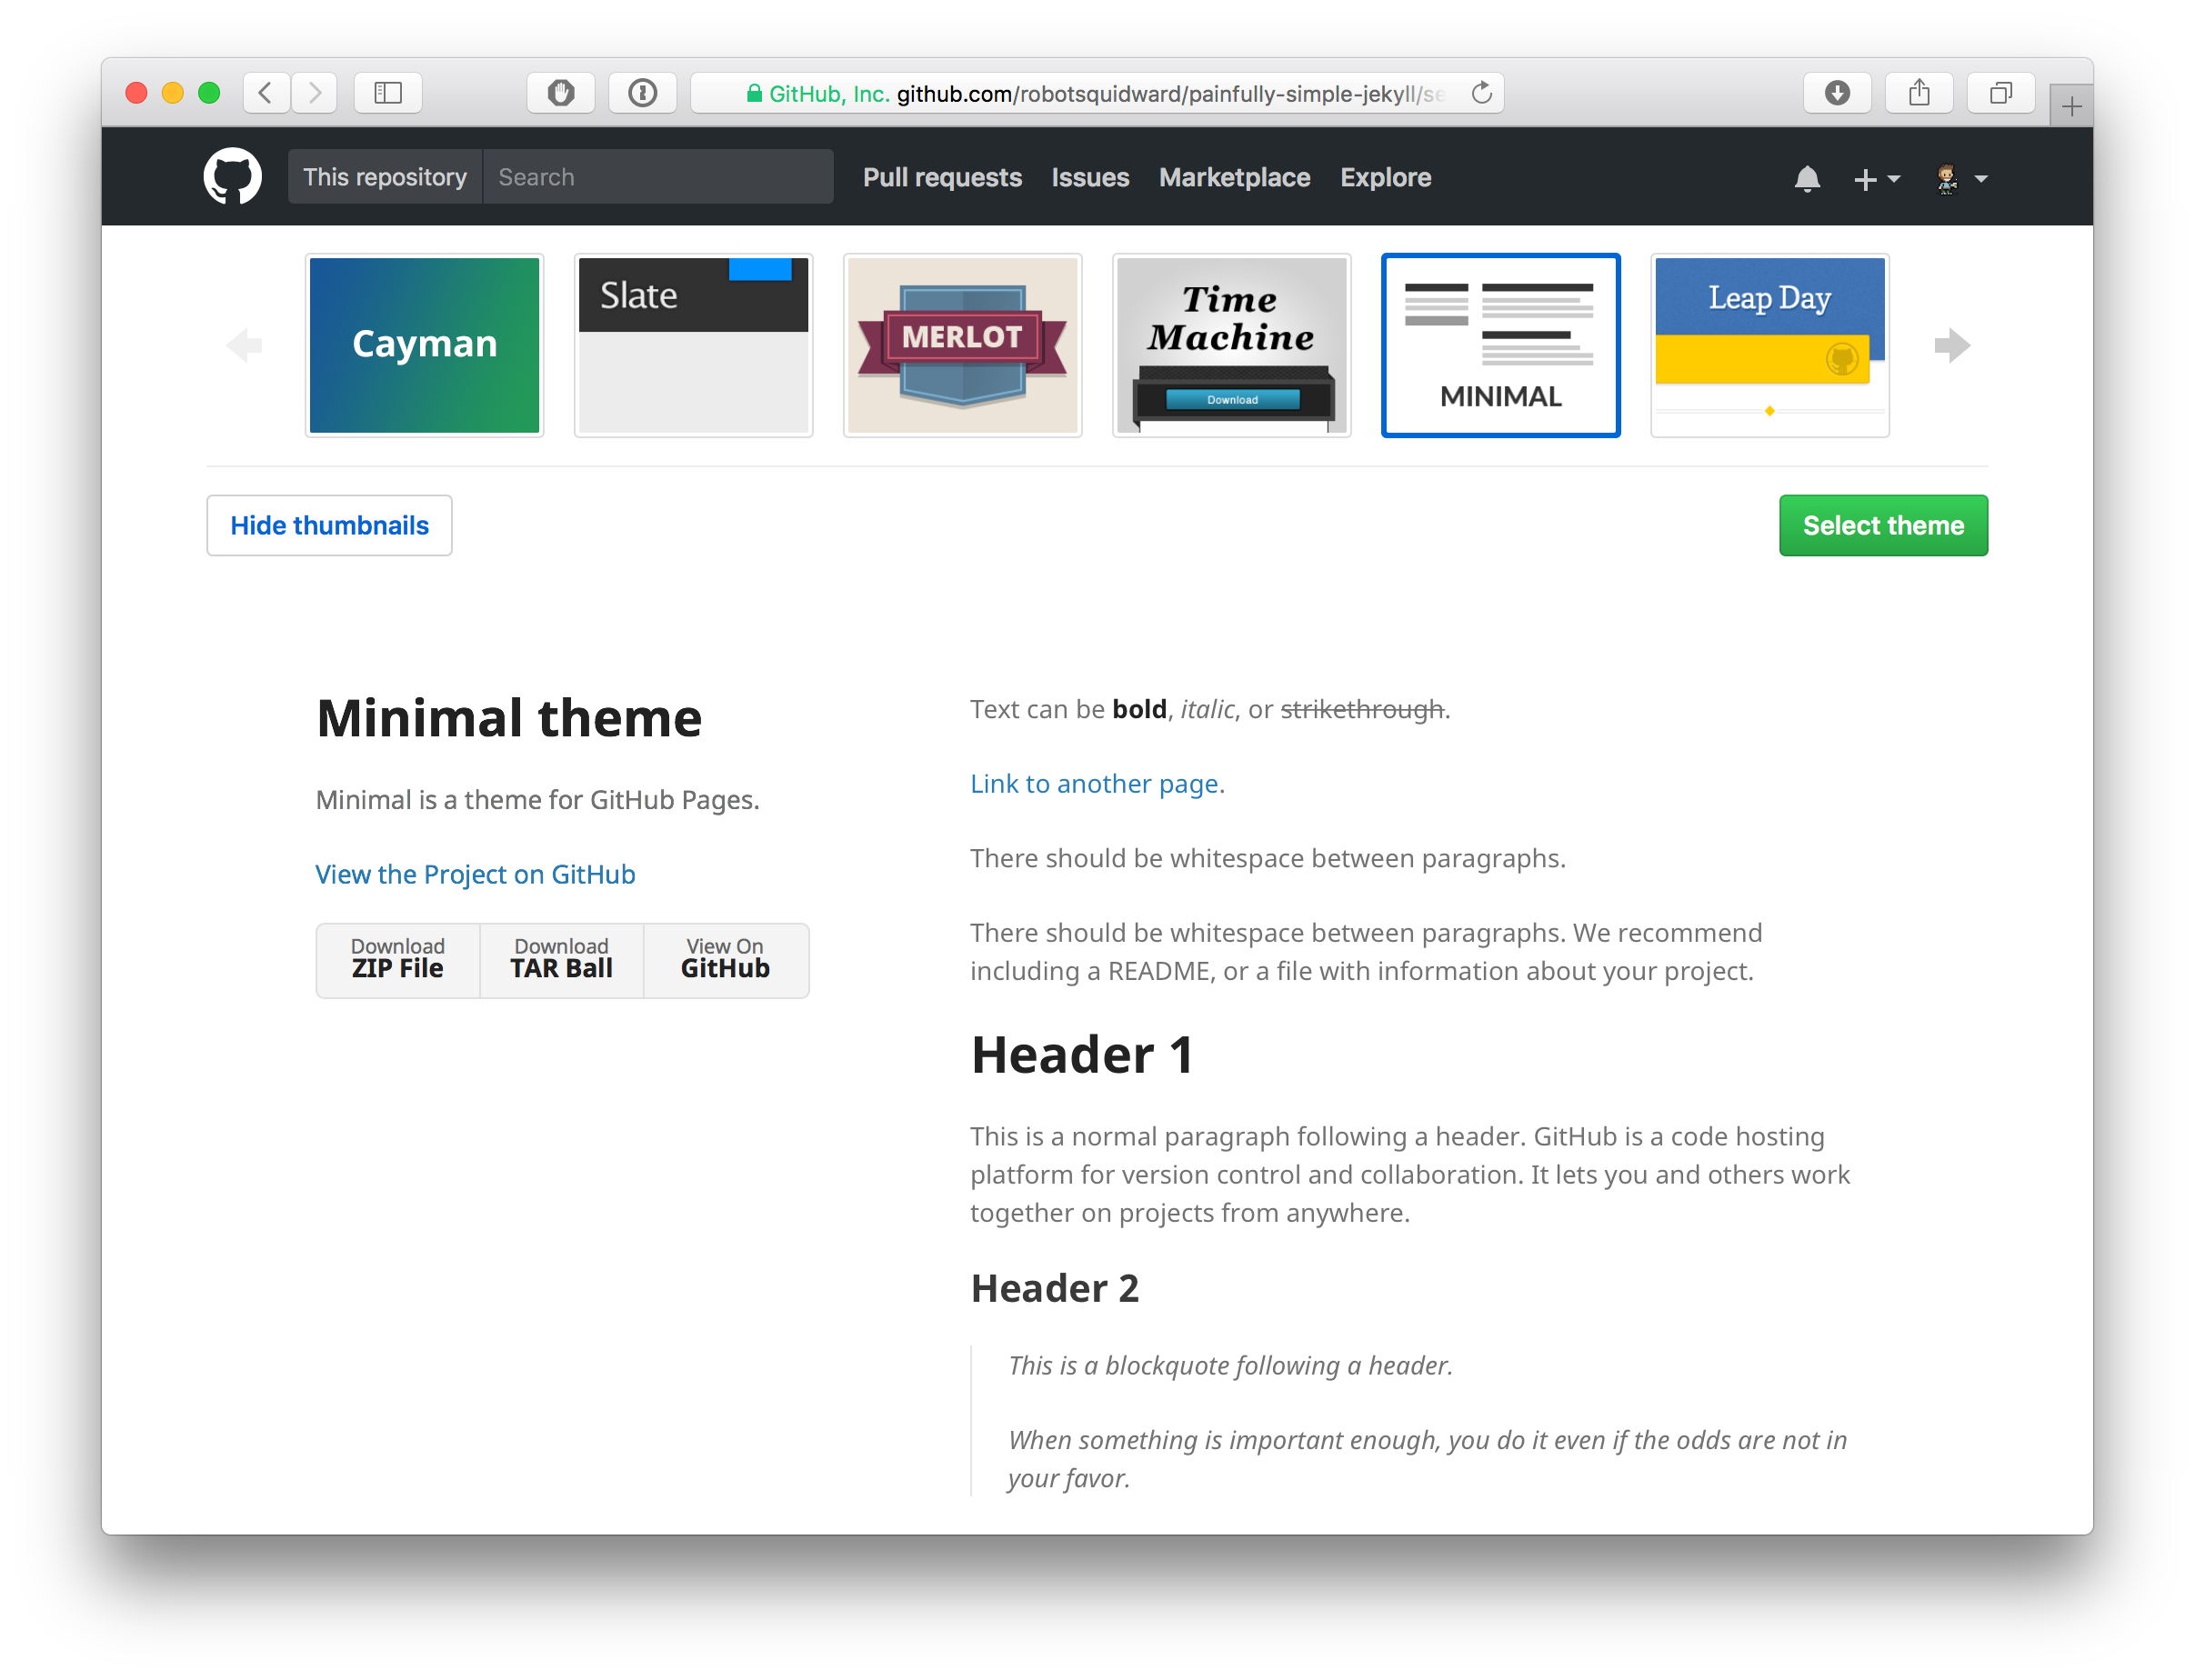 GitHub, Inc. github.com/robotsquidward/painfully-simple-jekyll/se
This repository Search Pull requests Issues Marketplace Explore
Cayman
Slate
MERLOT
Time
Machine
Download
MINIMAL
Leap Day
Hide thumbnails
Select theme
Minimal theme
Minimal is a theme for GitHub Pages.
View the Project on GitHub
Download
ZIP File
Download
TAR Ball
View On
GitHub
Text can be bold, italic, or strikethrough.
Link to another page.
There should be whitespace between paragraphs.
There should be whitespace between paragraphs. We recommend
including a README, or a file with information about your project.
Header 1
This is a normal paragraph following a header. GitHub is a code hosting
platform for version control and collaboration. It lets you and others work
together on projects from anywhere.
Header 2
This is a blockquote following a header.
When something is important enough, you do it even if the odds are not in
your favor.